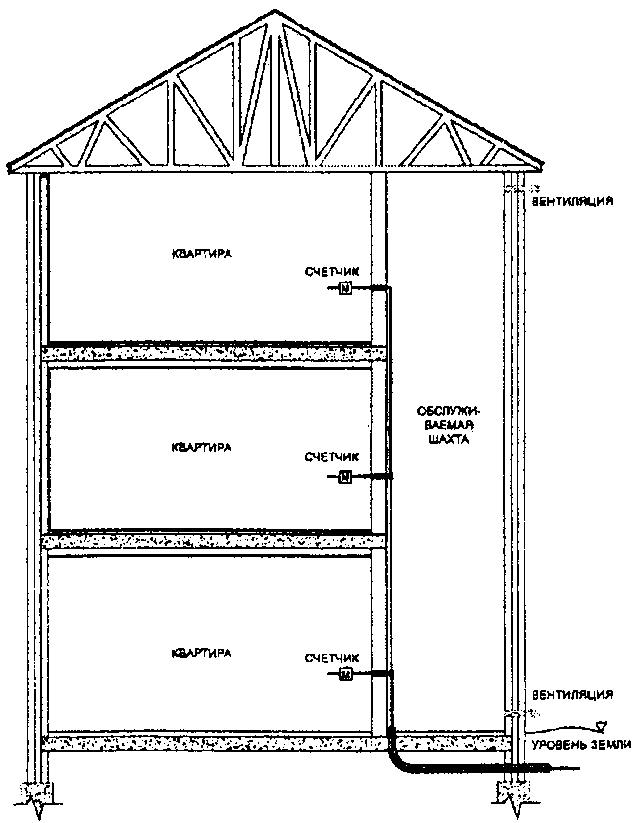 ВЕНТИЛЯЦИЯ
КВАРТИРА
СЧЕТЧИК
М
ОБСЛУЖИ-
ВАЕМАЯ
ШАХТА
КВАРТИРА
СЧЕТЧИК
М
КВАРТИРА
СЧЕТЧИК
М
ВЕНТИЛЯЦИЯ
УРОВЕНЬ ЗЕМЛИ